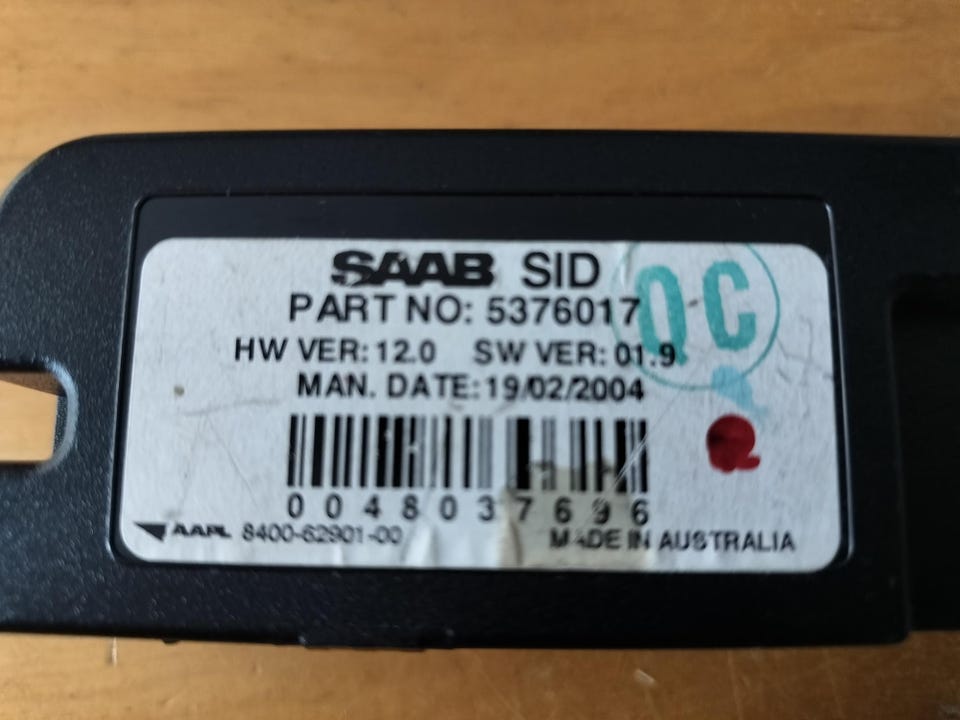 SAAB SID
PART NO: 5376017
QC
HW VER: 12.0 SW VER: 01.9
MAN. DATE: 19/02/2004
0048037696
AAPL 8400-62901-00
MADE IN AUSTRALIA